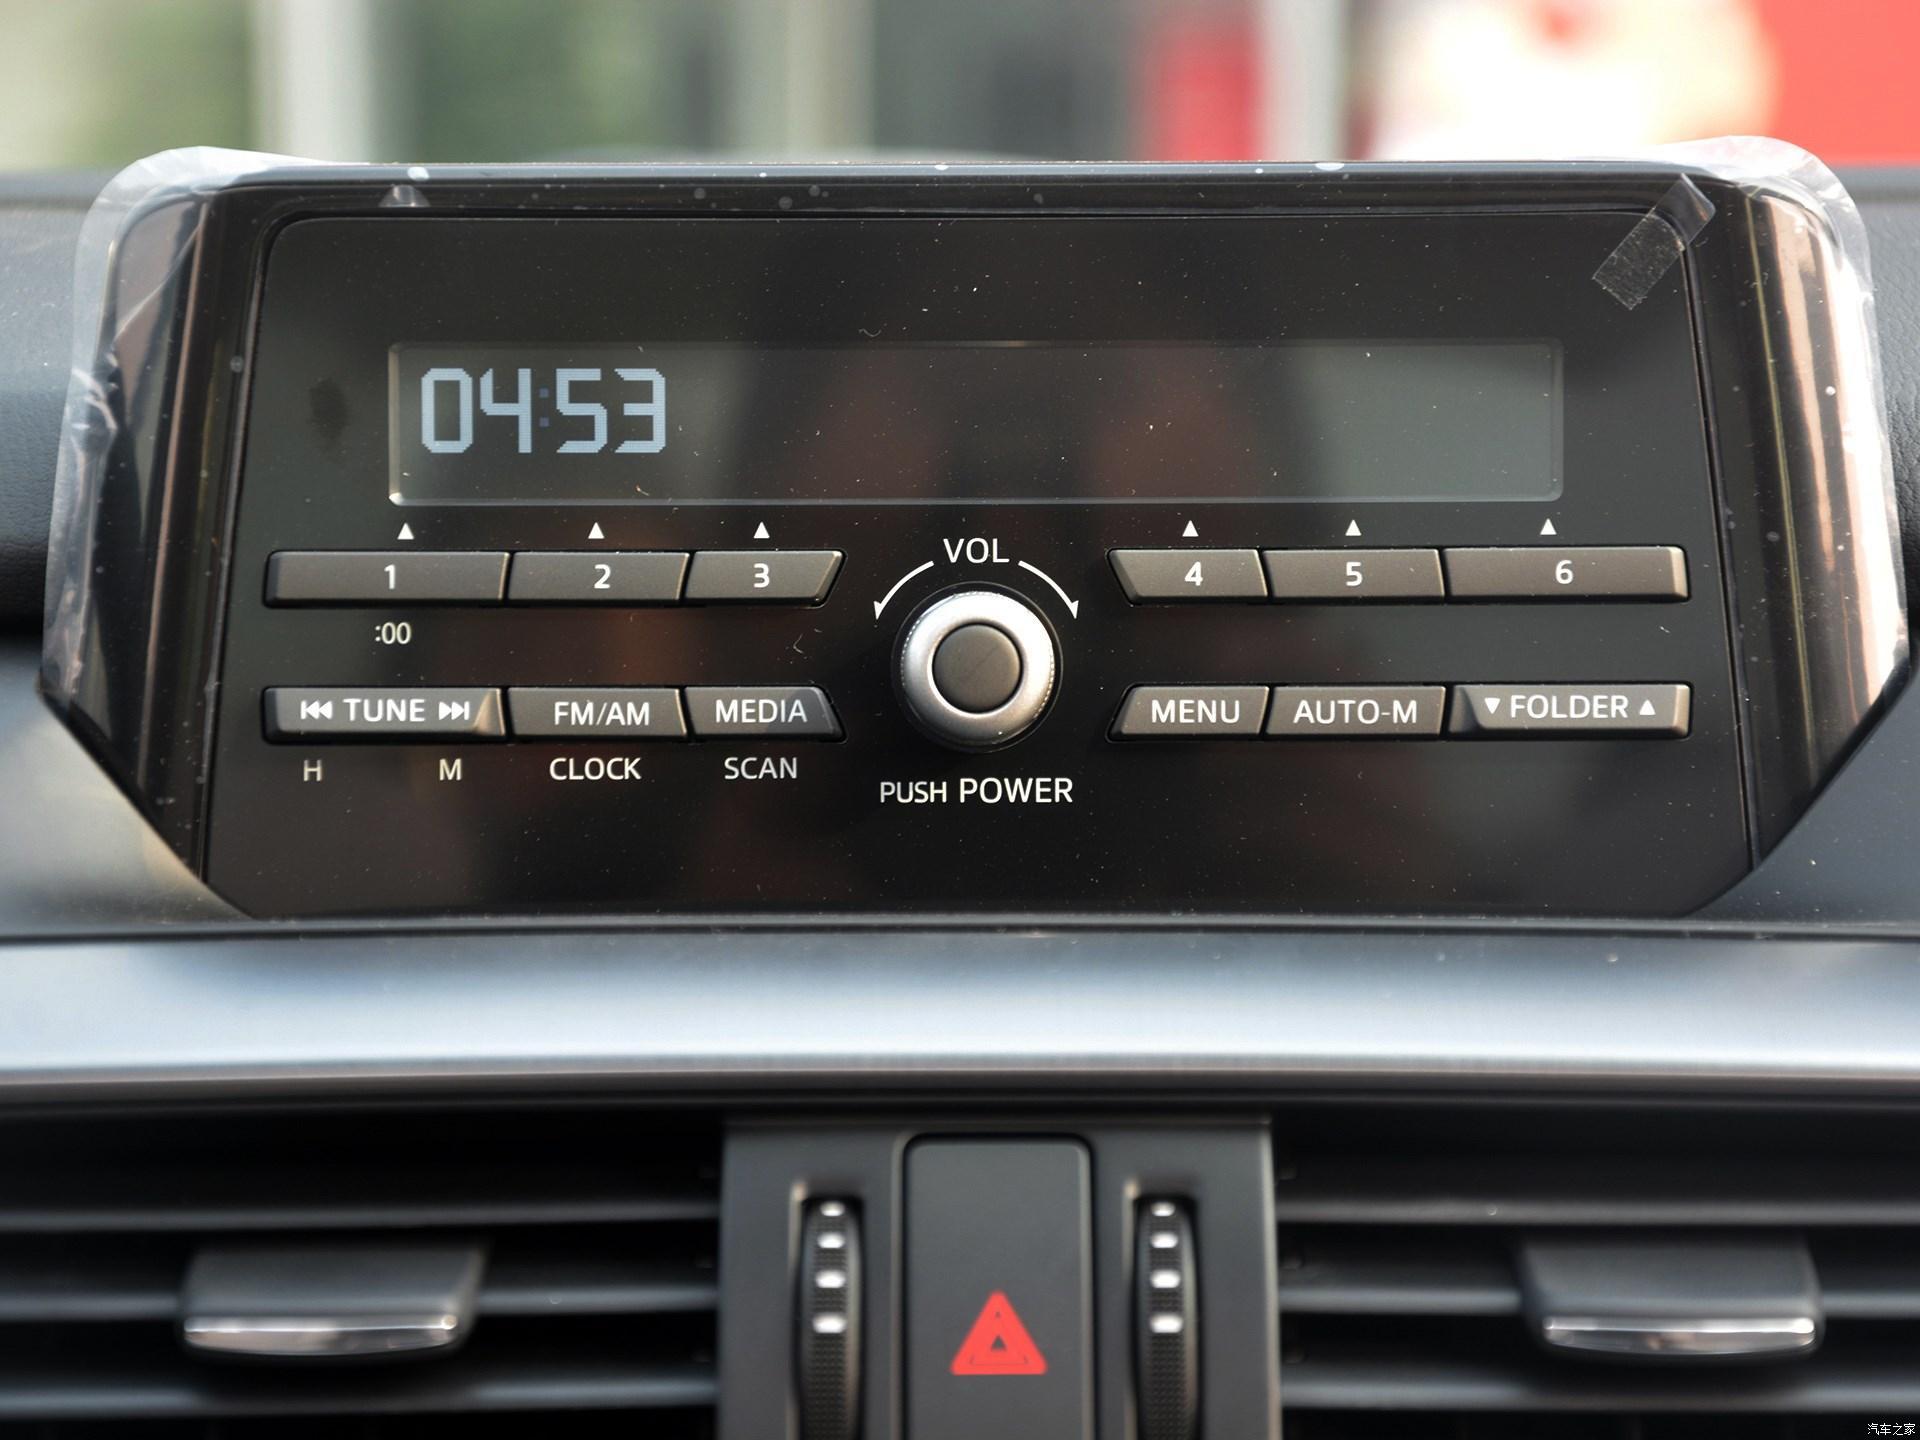 04:53
VOL
1 2 3 4 5 6
:00
TUNE FM/AM MEDIA MENU AUTO-M FOLDER
H M CLOCK SCAN
PUSH POWER
汽车之家